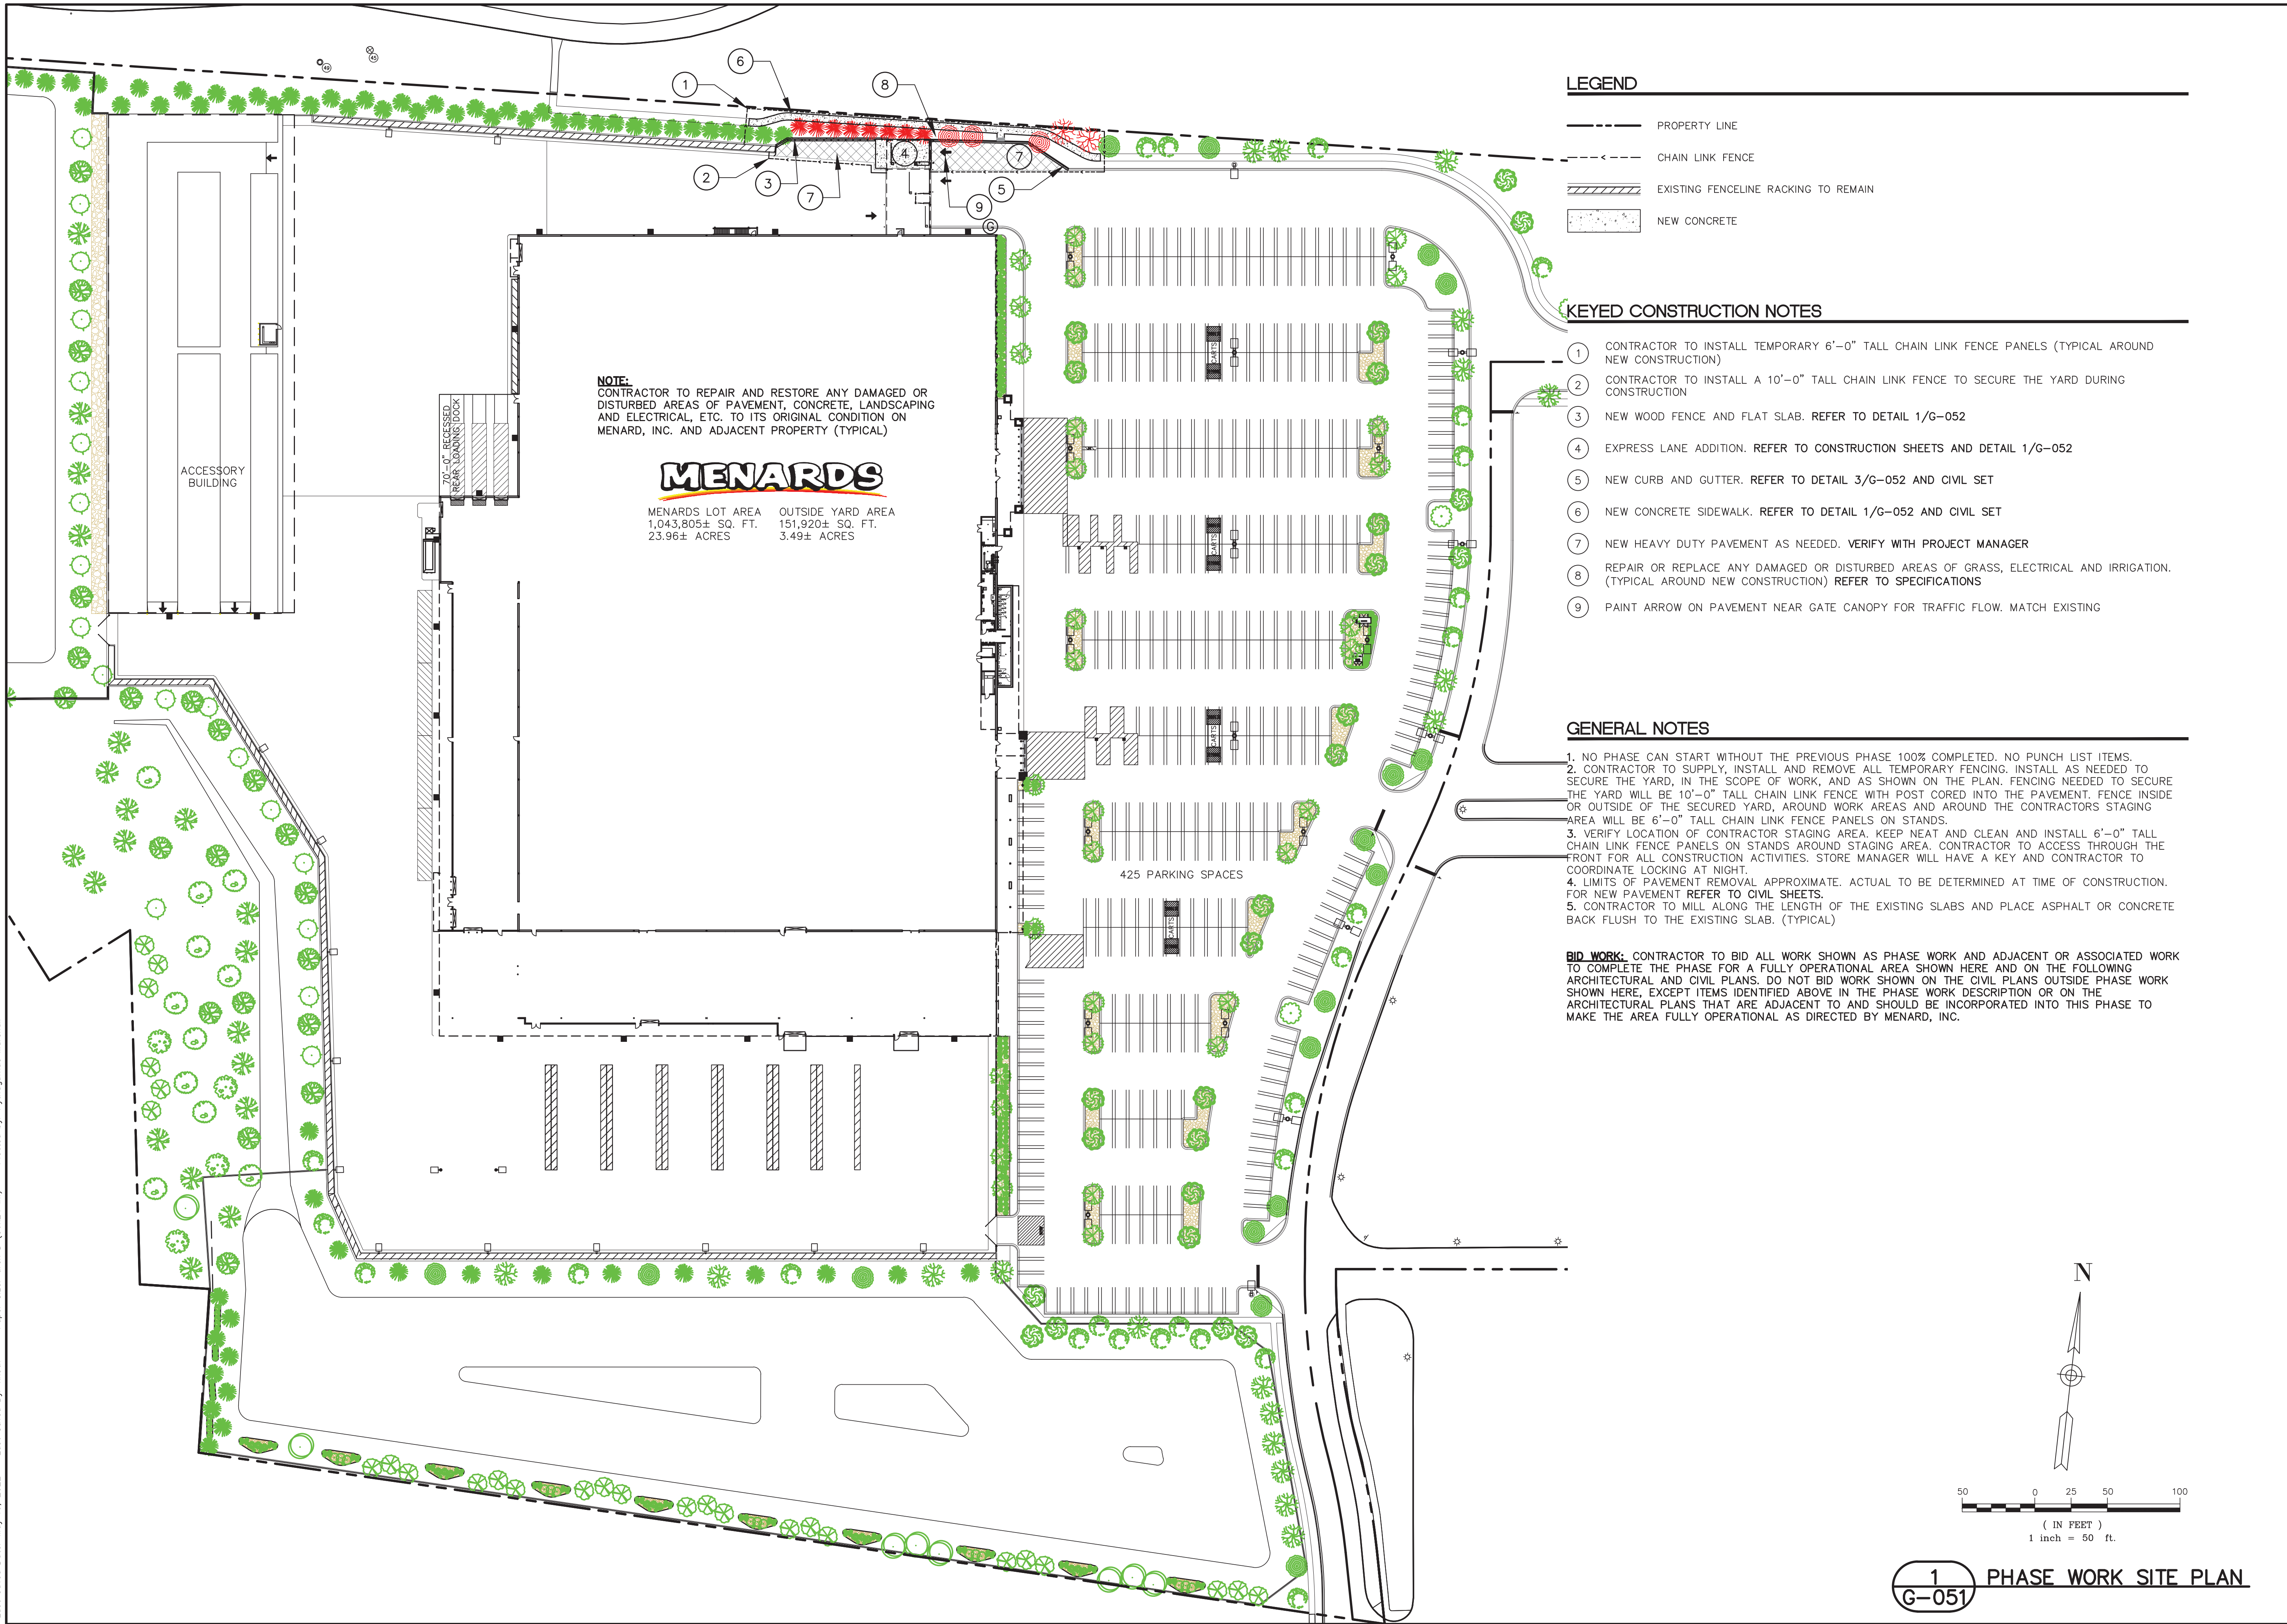 49
45
1
6
8
4
7
2
3
7
5
9
G
NOTE:
CONTRACTOR TO REPAIR AND RESTORE ANY DAMAGED OR
DISTURBED AREAS OF PAVEMENT, CONCRETE, LANDSCAPING
AND ELECTRICAL, ETC. TO ITS ORIGINAL CONDITION ON
MENARD, INC. AND ADJACENT PROPERTY (TYPICAL)
MENARDS
MENARDS LOT AREA
1,043,805± SQ. FT.
23.96± ACRES
OUTSIDE YARD AREA
151,920± SQ. FT.
3.49± ACRES
70'-0" RECESSED
REAR LOADING DOCK
ACCESSORY
BUILDING
CARTS
CARTS
CARTS
CARTS
425 PARKING SPACES
LEGEND
PROPERTY LINE
CHAIN LINK FENCE
EXISTING FENCELINE RACKING TO REMAIN
NEW CONCRETE
KEYED CONSTRUCTION NOTES
1 CONTRACTOR TO INSTALL TEMPORARY 6'-0" TALL CHAIN LINK FENCE PANELS (TYPICAL AROUND
NEW CONSTRUCTION)
2 CONTRACTOR TO INSTALL A 10'-0" TALL CHAIN LINK FENCE TO SECURE THE YARD DURING
CONSTRUCTION
3 NEW WOOD FENCE AND FLAT SLAB. REFER TO DETAIL 1/G-052
4 EXPRESS LANE ADDITION. REFER TO CONSTRUCTION SHEETS AND DETAIL 1/G-052
5 NEW CURB AND GUTTER. REFER TO DETAIL 3/G-052 AND CIVIL SET
6 NEW CONCRETE SIDEWALK. REFER TO DETAIL 1/G-052 AND CIVIL SET
7 NEW HEAVY DUTY PAVEMENT AS NEEDED. VERIFY WITH PROJECT MANAGER
8 REPAIR OR REPLACE ANY DAMAGED OR DISTURBED AREAS OF GRASS, ELECTRICAL AND IRRIGATION.
(TYPICAL AROUND NEW CONSTRUCTION) REFER TO SPECIFICATIONS
9 PAINT ARROW ON PAVEMENT NEAR GATE CANOPY FOR TRAFFIC FLOW. MATCH EXISTING
GENERAL NOTES
1. NO PHASE CAN START WITHOUT THE PREVIOUS PHASE 100% COMPLETED. NO PUNCH LIST ITEMS.
2. CONTRACTOR TO SUPPLY, INSTALL AND REMOVE ALL TEMPORARY FENCING. INSTALL AS NEEDED TO
SECURE THE YARD, IN THE SCOPE OF WORK, AND AS SHOWN ON THE PLAN. FENCING NEEDED TO SECURE
THE YARD WILL BE 10'-0" TALL CHAIN LINK FENCE WITH POST CORED INTO THE PAVEMENT. FENCE INSIDE
OR OUTSIDE OF THE SECURED YARD, AROUND WORK AREAS AND AROUND THE CONTRACTORS STAGING
AREA WILL BE 6'-0" TALL CHAIN LINK FENCE PANELS ON STANDS.
3. VERIFY LOCATION OF CONTRACTOR STAGING AREA. KEEP NEAT AND CLEAN AND INSTALL 6'-0" TALL
CHAIN LINK FENCE PANELS ON STANDS AROUND STAGING AREA. CONTRACTOR TO ACCESS THROUGH THE
FRONT FOR ALL CONSTRUCTION ACTIVITIES. STORE MANAGER WILL HAVE A KEY AND CONTRACTOR TO
COORDINATE LOCKING AT NIGHT.
4. LIMITS OF PAVEMENT REMOVAL APPROXIMATE. ACTUAL TO BE DETERMINED AT TIME OF CONSTRUCTION.
FOR NEW PAVEMENT REFER TO CIVIL SHEETS.
5. CONTRACTOR TO MILL ALONG THE LENGTH OF THE EXISTING SLABS AND PLACE ASPHALT OR CONCRETE
BACK FLUSH TO THE EXISTING SLAB. (TYPICAL)
BID WORK: CONTRACTOR TO BID ALL WORK SHOWN AS PHASE WORK AND ADJACENT OR ASSOCIATED WORK
TO COMPLETE THE PHASE FOR A FULLY OPERATIONAL AREA SHOWN HERE AND ON THE FOLLOWING
ARCHITECTURAL AND CIVIL PLANS. DO NOT BID WORK SHOWN ON THE CIVIL PLANS OUTSIDE PHASE WORK
SHOWN HERE, EXCEPT ITEMS IDENTIFIED ABOVE IN THE PHASE WORK DESCRIPTION OR ON THE
ARCHITECTURAL PLANS THAT ARE ADJACENT TO AND SHOULD BE INCORPORATED INTO THIS PHASE TO
MAKE THE AREA FULLY OPERATIONAL AS DIRECTED BY MENARD, INC.
N
50 0 25 50 100
( IN FEET )
1 inch = 50 ft.
1
G-051
PHASE WORK SITE PLAN